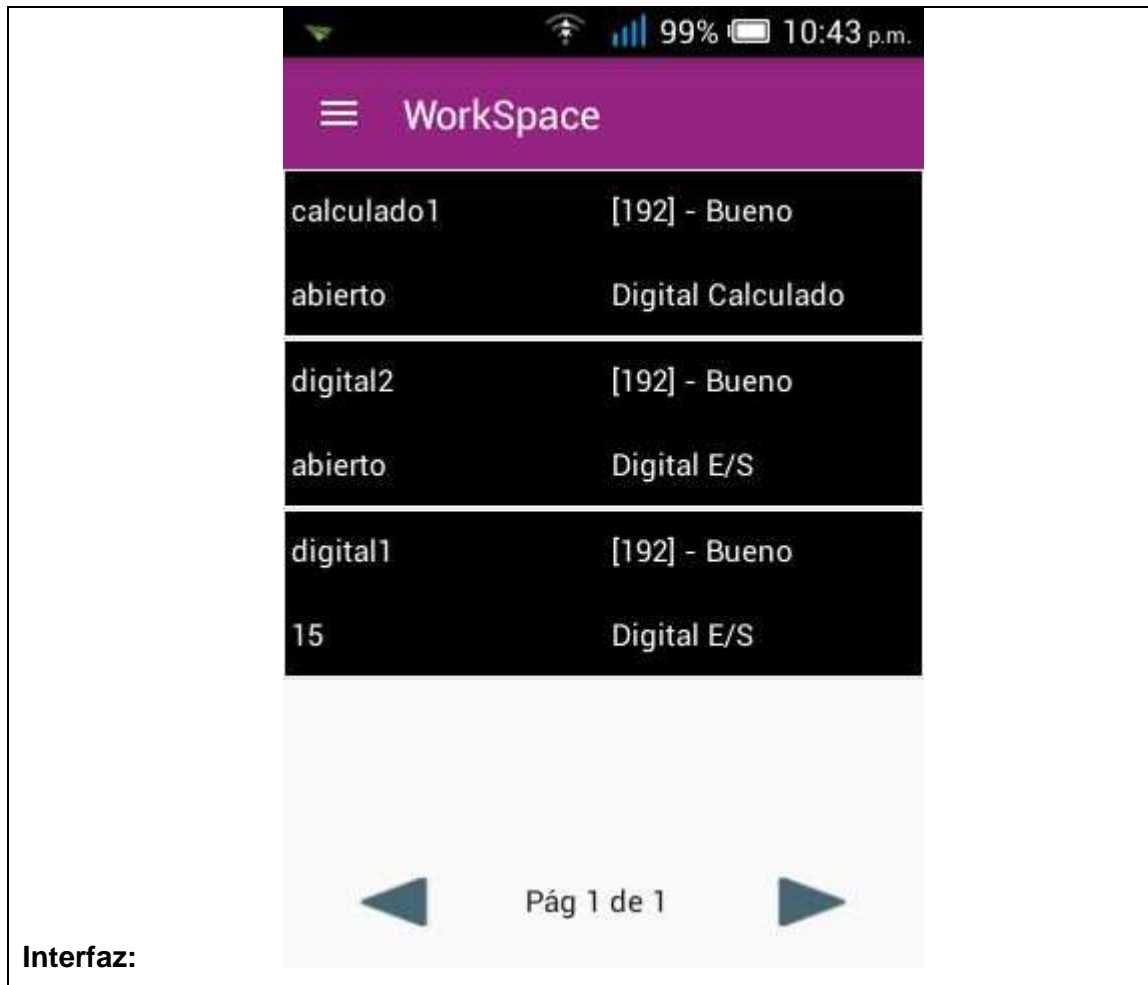 99% 10:43 p.m.
WorkSpace
calculado1 [192] - Bueno
abierto Digital Calculado
digital2 [192] - Bueno
abierto Digital E/S
digital1 [192] - Bueno
15 Digital E/S
Pág 1 de 1
Interfaz: